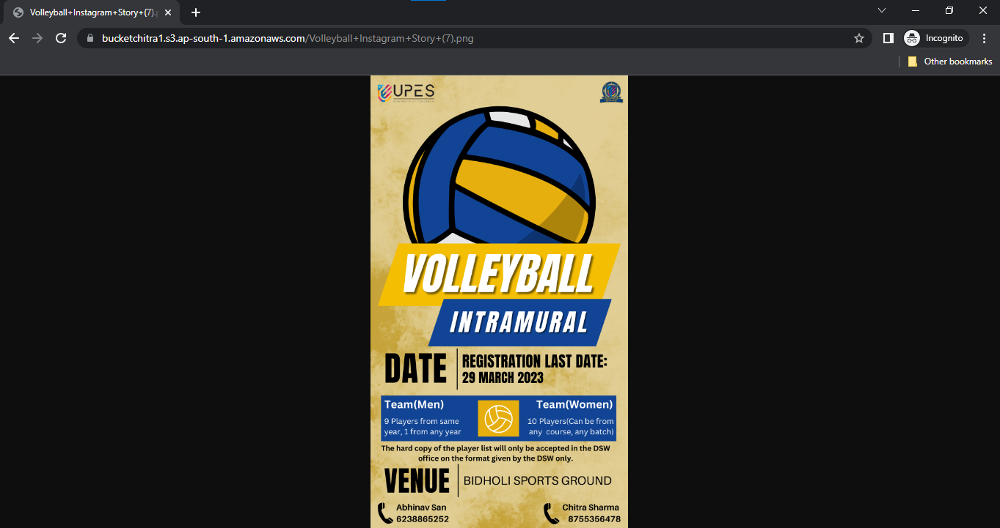 Volleyball+Instagram+Story+(7).
bucketchitra1.s3.ap-south-1.amazonaws.com/Volleyball+Instagram+Story+(7).png
Incognito
Other bookmarks
UPES
VOLLEYBALL
INTRAMURAL
DATE
REGISTRATION LAST DATE:
29 MARCH 2023
Team(Men)
9 Players from same
year, 1 from any year
Team(Women)
10 Players(Can be from
any course, any batch)
The hard copy of the player list will only be accepted in the DSW
office on the format given by the DSW only.
VENUE
BIDHOLI SPORTS GROUND
Abhinav San
6238865252
Chitra Sharma
8755356478